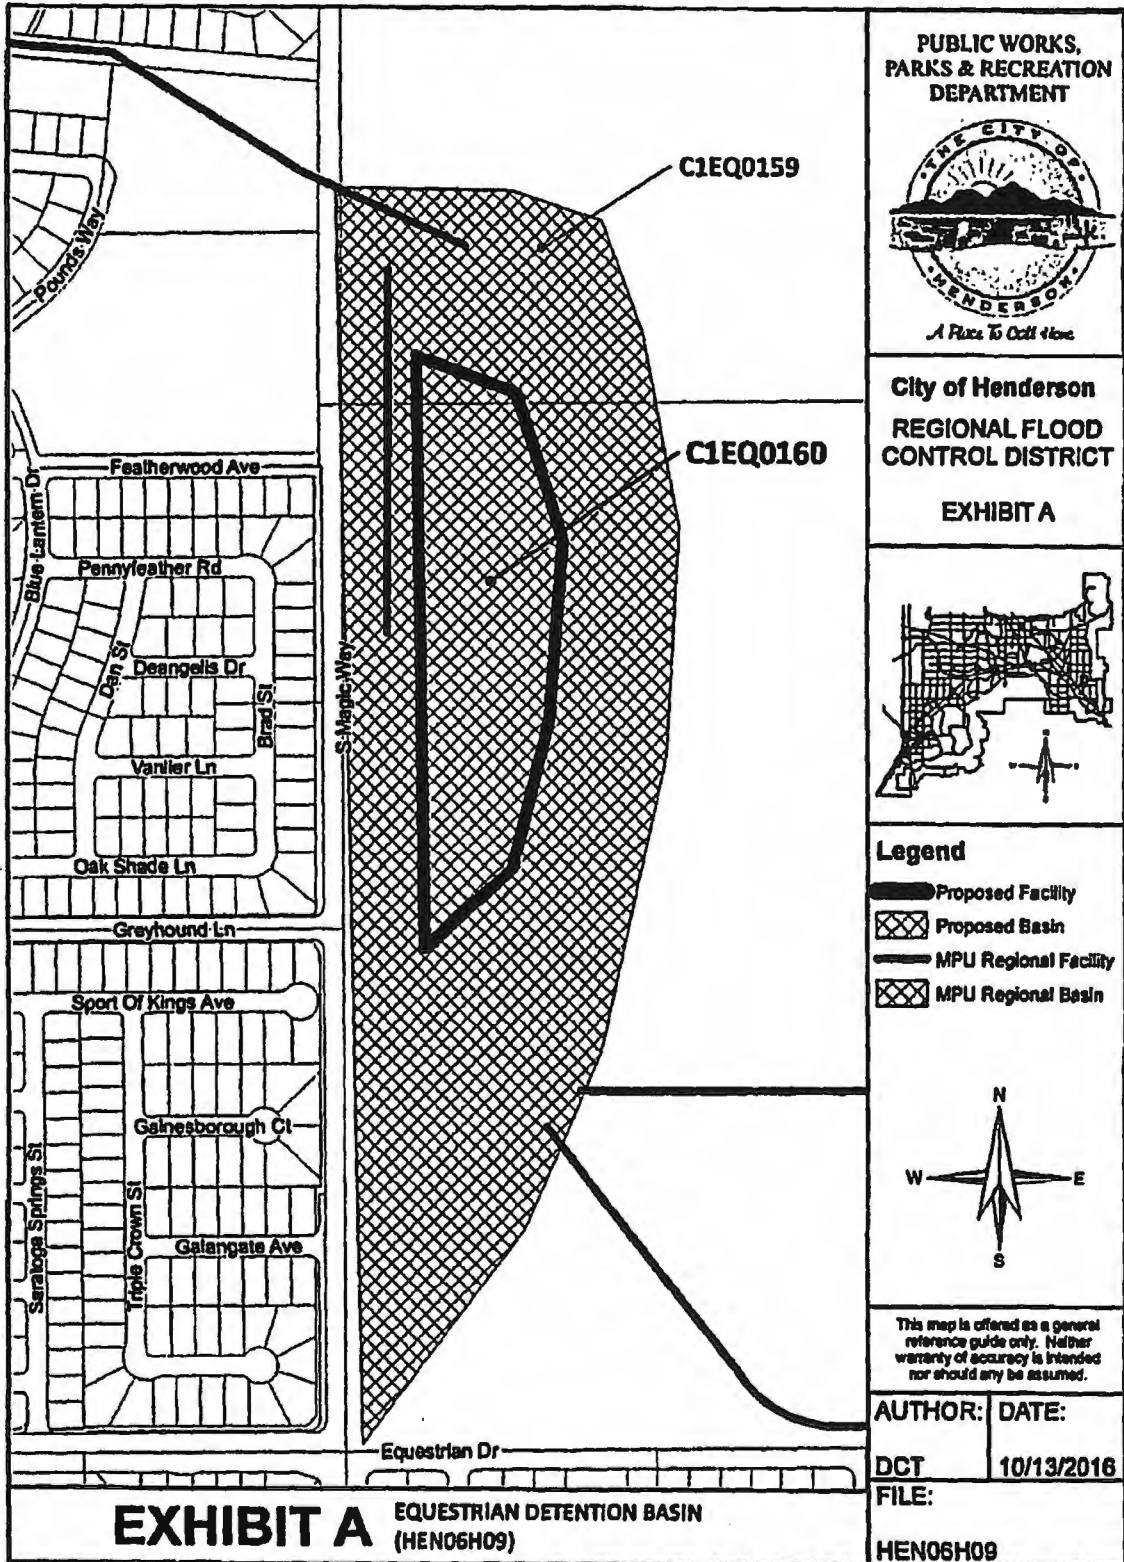 PUBLIC WORKS,
PARKS & RECREATION
DEPARTMENT
THE CITY OF
HENDERSON
A Place To Call Home
City of Henderson
REGIONAL FLOOD
CONTROL DISTRICT
EXHIBIT A
C1EQ0159
C1EQ0160
Pounds Way
Featherwood Ave
Blue Lantern Dr
Pennyfeather Rd
Dan St
Deangelis Dr
Brad St
S Magic Way
Vanlier Ln
Oak Shade Ln
Greyhound Ln
Sport Of Kings Ave
Gainesborough Ct
Saratoga Springs St
Triple Crown St
Galangate Ave
Equestrian Dr
Legend
Proposed Facility
Proposed Basin
MPU Regional Facility
MPU Regional Basin
N
W
E
S
This map is offered as a general
reference guide only. Neither
warranty of accuracy is intended
nor should any be assumed.
AUTHOR:
DATE:
DCT
10/13/2016
FILE:
HEN06H09
EXHIBIT A
EQUESTRIAN DETENTION BASIN
(HEN06H09)